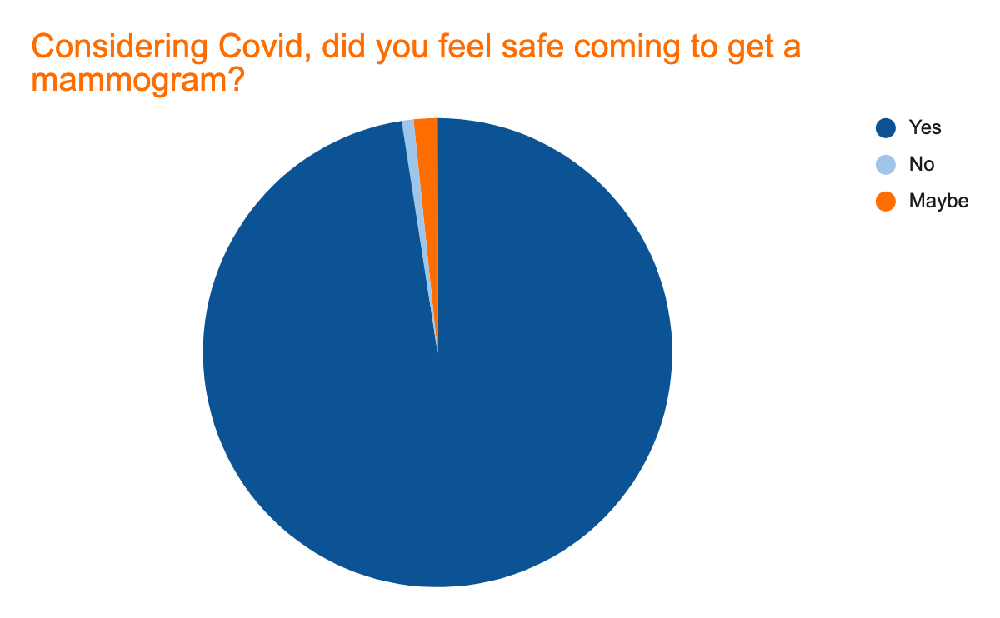 Considering Covid, did you feel safe coming to get a
mammogram?
Yes
No
Maybe